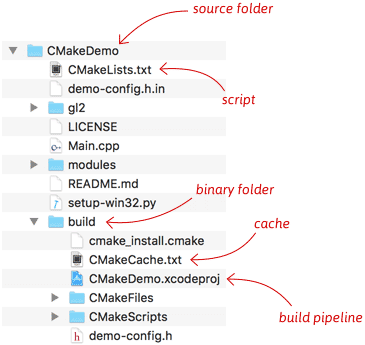 source folder
CMakeDemo
CMakeLists.txt
script
demo-config.h.in
gl2
LICENSE
Main.cpp
modules
README.md
binary folder
setup-win32.py
build
cmake_install.cmake
cache
CMakeCache.txt
CMakeDemo.xcodeproj
build pipeline
CMakeFiles
CMakeScripts
demo-config.h